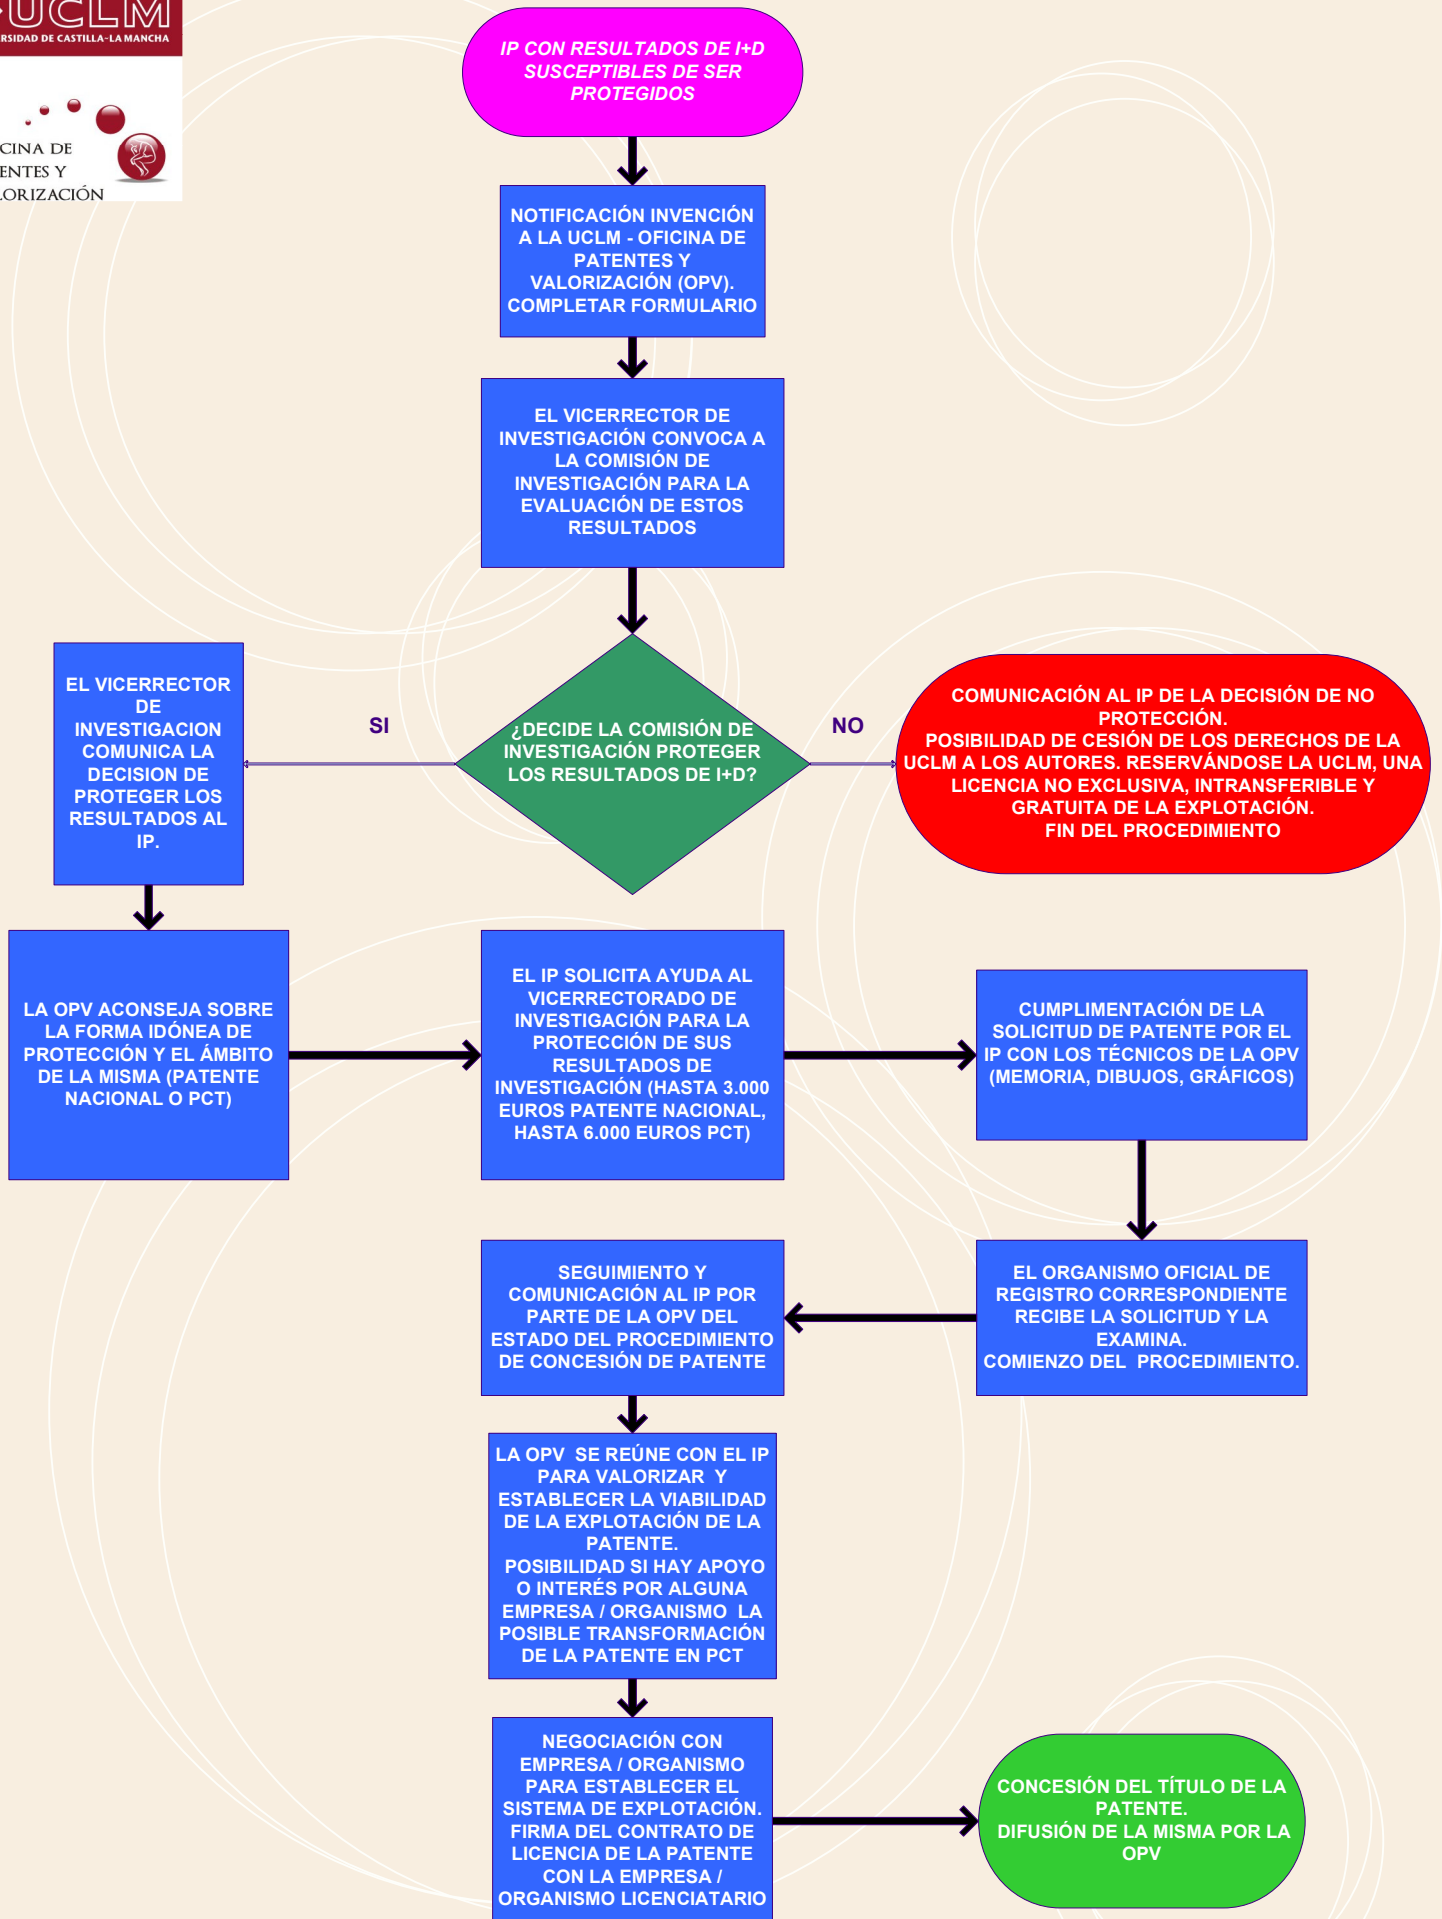 UCLM
DE CASTILLA-LA MANCHA
DE
Y
IP CON RESULTADOS DE I+D
SUSCEPTIBLES DE SER
PROTEGIDOS
NOTIFICACIÓN INVENCIÓN
A LA UCLM - OFICINA DE
PATENTES Y
VALORIZACIÓN (OPV).
COMPLETAR FORMULARIO
EL VICERRECTOR DE
INVESTIGACIÓN CONVOCA A
LA COMISIÓN DE
INVESTIGACIÓN PARA LA
EVALUACIÓN DE ESTOS
RESULTADOS
¿DECIDE LA COMISIÓN DE
INVESTIGACIÓN PROTEGER
LOS RESULTADOS DE I+D?
SI
NO
EL VICERRECTOR
DE
INVESTIGACION
COMUNICA LA
DECISION DE
PROTEGER LOS
RESULTADOS AL
IP.
COMUNICACIÓN AL IP DE LA DECISIÓN DE NO
PROTECCIÓN.
POSIBILIDAD DE CESIÓN DE LOS DERECHOS DE LA
UCLM A LOS AUTORES. RESERVÁNDOSE LA UCLM, UNA
LICENCIA NO EXCLUSIVA, INTRANSFERIBLE Y
GRATUITA DE LA EXPLOTACIÓN.
FIN DEL PROCEDIMIENTO
LA OPV ACONSEJA SOBRE
LA FORMA IDÓNEA DE
PROTECCIÓN Y EL ÁMBITO
DE LA MISMA (PATENTE
NACIONAL O PCT)
EL IP SOLICITA AYUDA AL
VICERRECTORADO DE
INVESTIGACIÓN PARA LA
PROTECCIÓN DE SUS
RESULTADOS DE
INVESTIGACIÓN (HASTA 3.000
EUROS PATENTE NACIONAL,
HASTA 6.000 EUROS PCT)
CUMPLIMENTACIÓN DE LA
SOLICITUD DE PATENTE POR EL
IP CON LOS TÉCNICOS DE LA OPV
(MEMORIA, DIBUJOS, GRÁFICOS)
EL ORGANISMO OFICIAL DE
REGISTRO CORRESPONDIENTE
RECIBE LA SOLICITUD Y LA
EXAMINA.
COMIENZO DEL  PROCEDIMIENTO.
SEGUIMIENTO Y
COMUNICACIÓN AL IP POR
PARTE DE LA OPV DEL
ESTADO DEL PROCEDIMIENTO
DE CONCESIÓN DE PATENTE
LA OPV  SE REÚNE CON EL IP
PARA VALORIZAR  Y
ESTABLECER LA VIABILIDAD
DE LA EXPLOTACIÓN DE LA
PATENTE.
POSIBILIDAD SI HAY APOYO
O INTERÉS POR ALGUNA
EMPRESA / ORGANISMO  LA
POSIBLE TRANSFORMACIÓN
DE LA PATENTE EN PCT
NEGOCIACIÓN CON
EMPRESA / ORGANISMO
PARA ESTABLECER EL
SISTEMA DE EXPLOTACIÓN.
FIRMA DEL CONTRATO DE
LICENCIA DE LA PATENTE
CON LA EMPRESA /
ORGANISMO LICENCIATARIO
CONCESIÓN DEL TÍTULO DE LA
PATENTE.
DIFUSIÓN DE LA MISMA POR LA
OPV